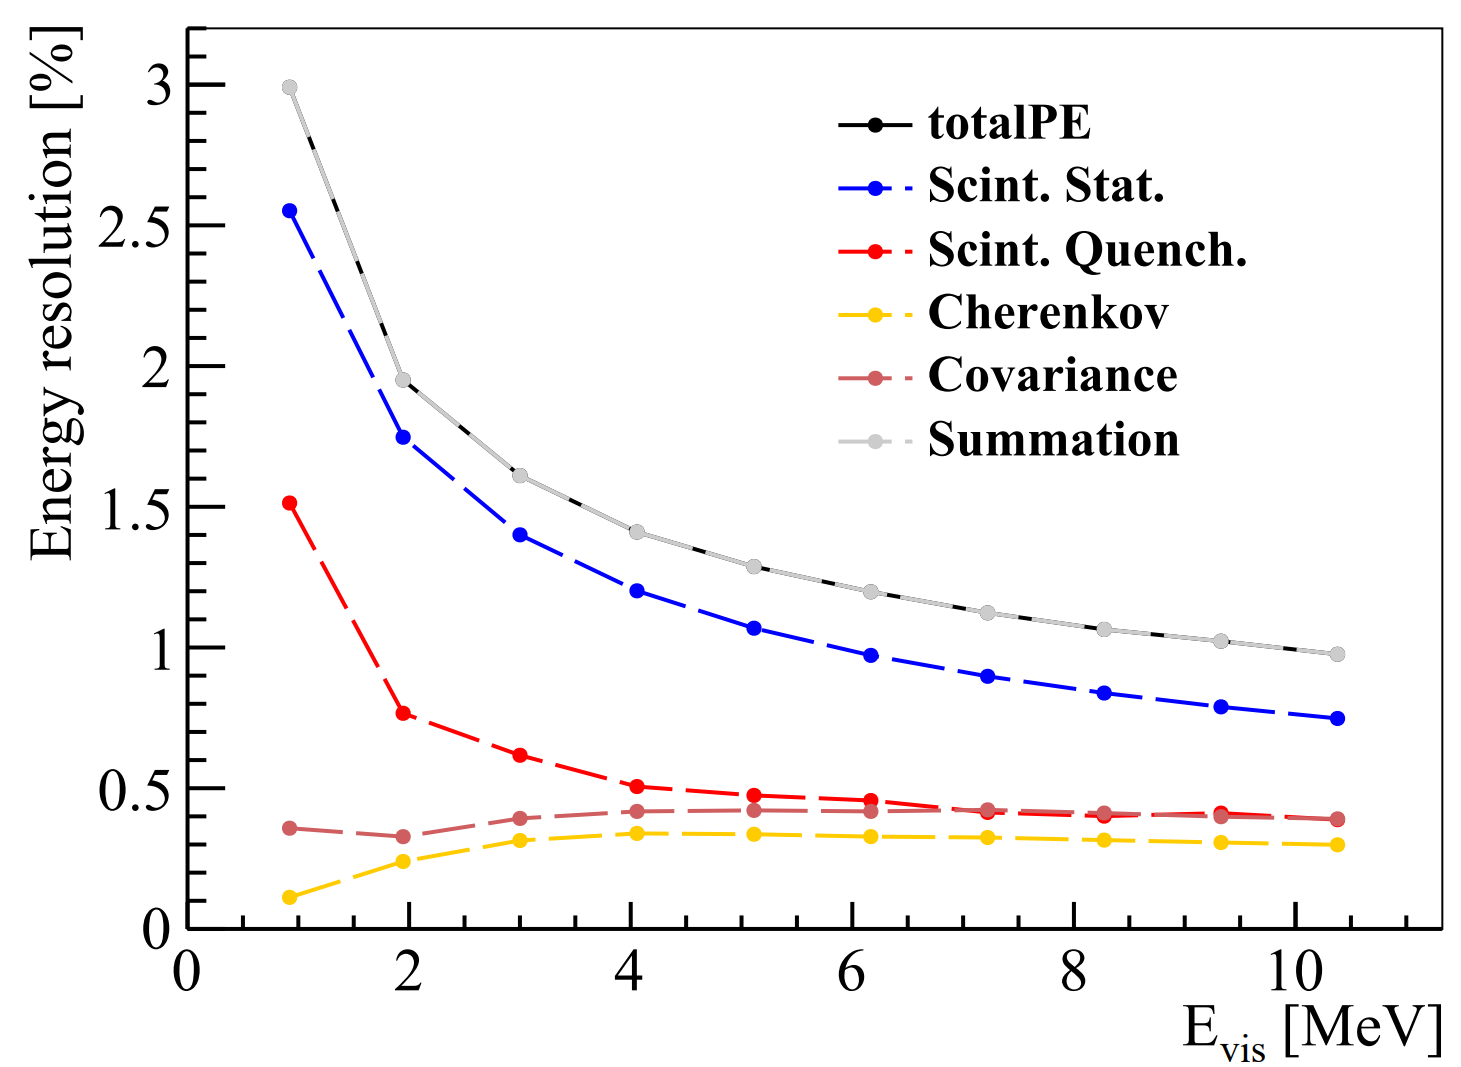 Energy resolution [%]
3
2.5
2
1.5
1
0.5
0
totalPE
Scint. Stat.
Scint. Quench.
Cherenkov
Covariance
Summation
0 2 4 6 8 10
E_vis [MeV]